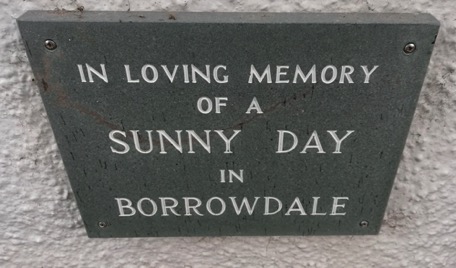 IN LOVING MEMORY
OF A
SUNNY DAY
IN
BORROWDALE